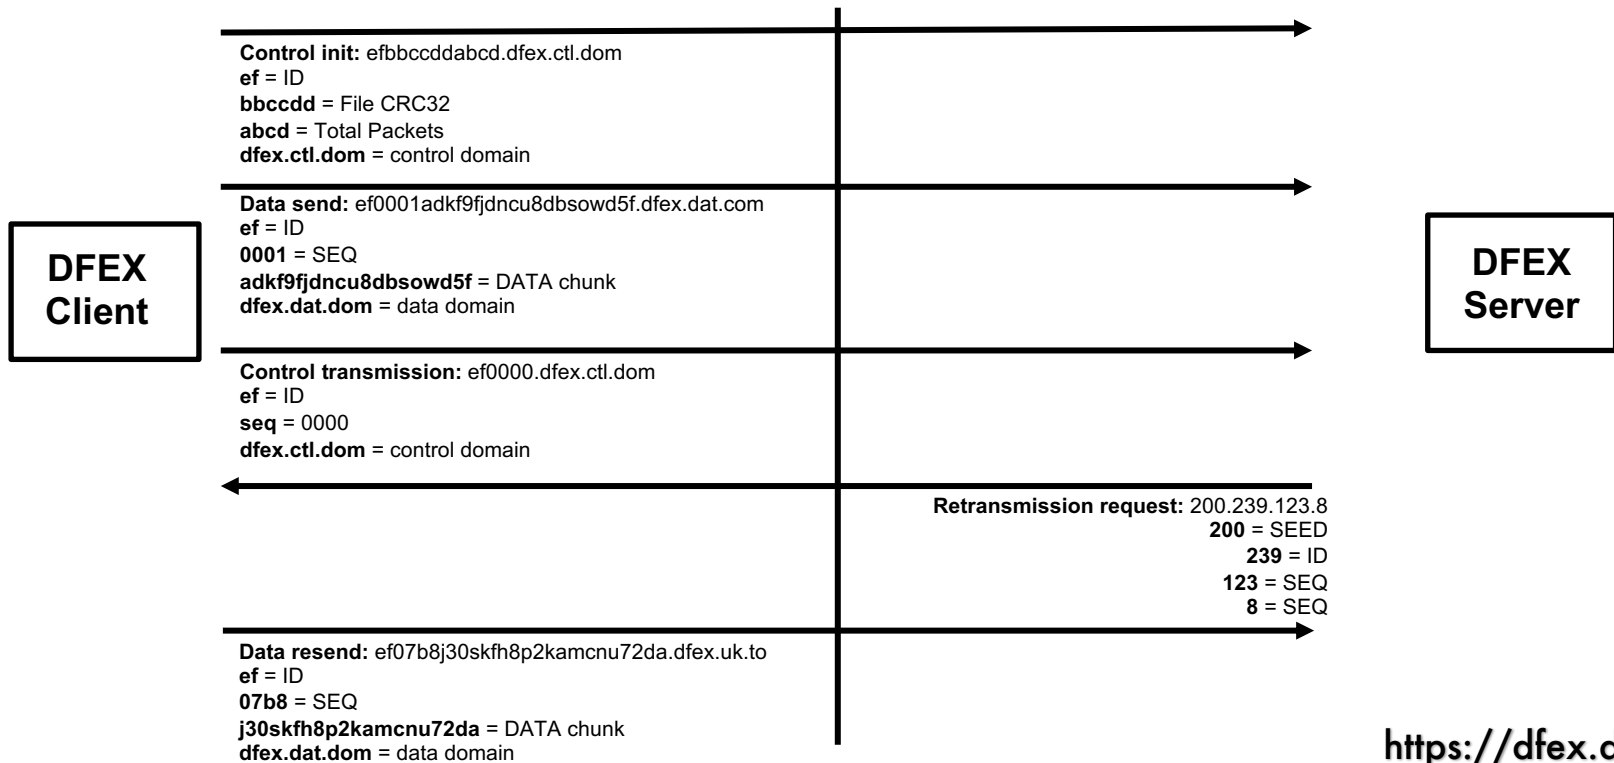 Control init: efbbccddabcd.dfex.ctl.dom
ef = ID
bbccdd = File CRC32
abcd = Total Packets
dfex.ctl.dom = control domain
Data send: ef0001adkf9fjdncu8dbsowd5f.dfex.dat.com
ef = ID
0001 = SEQ
adkf9fjdncu8dbsowd5f = DATA chunk
dfex.dat.dom = data domain
DFEX
Client
DFEX
Server
Control transmission: ef0000.dfex.ctl.dom
ef = ID
seq = 0000
dfex.ctl.dom = control domain
Retransmission request: 200.239.123.8
200 = SEED
239 = ID
123 = SEQ
8 = SEQ
Data resend: ef07b8j30skfh8p2kamcnu72da.dfex.uk.to
ef = ID
07b8 = SEQ
j30skfh8p2kamcnu72da = DATA chunk
dfex.dat.dom = data domain
https://dfex.d